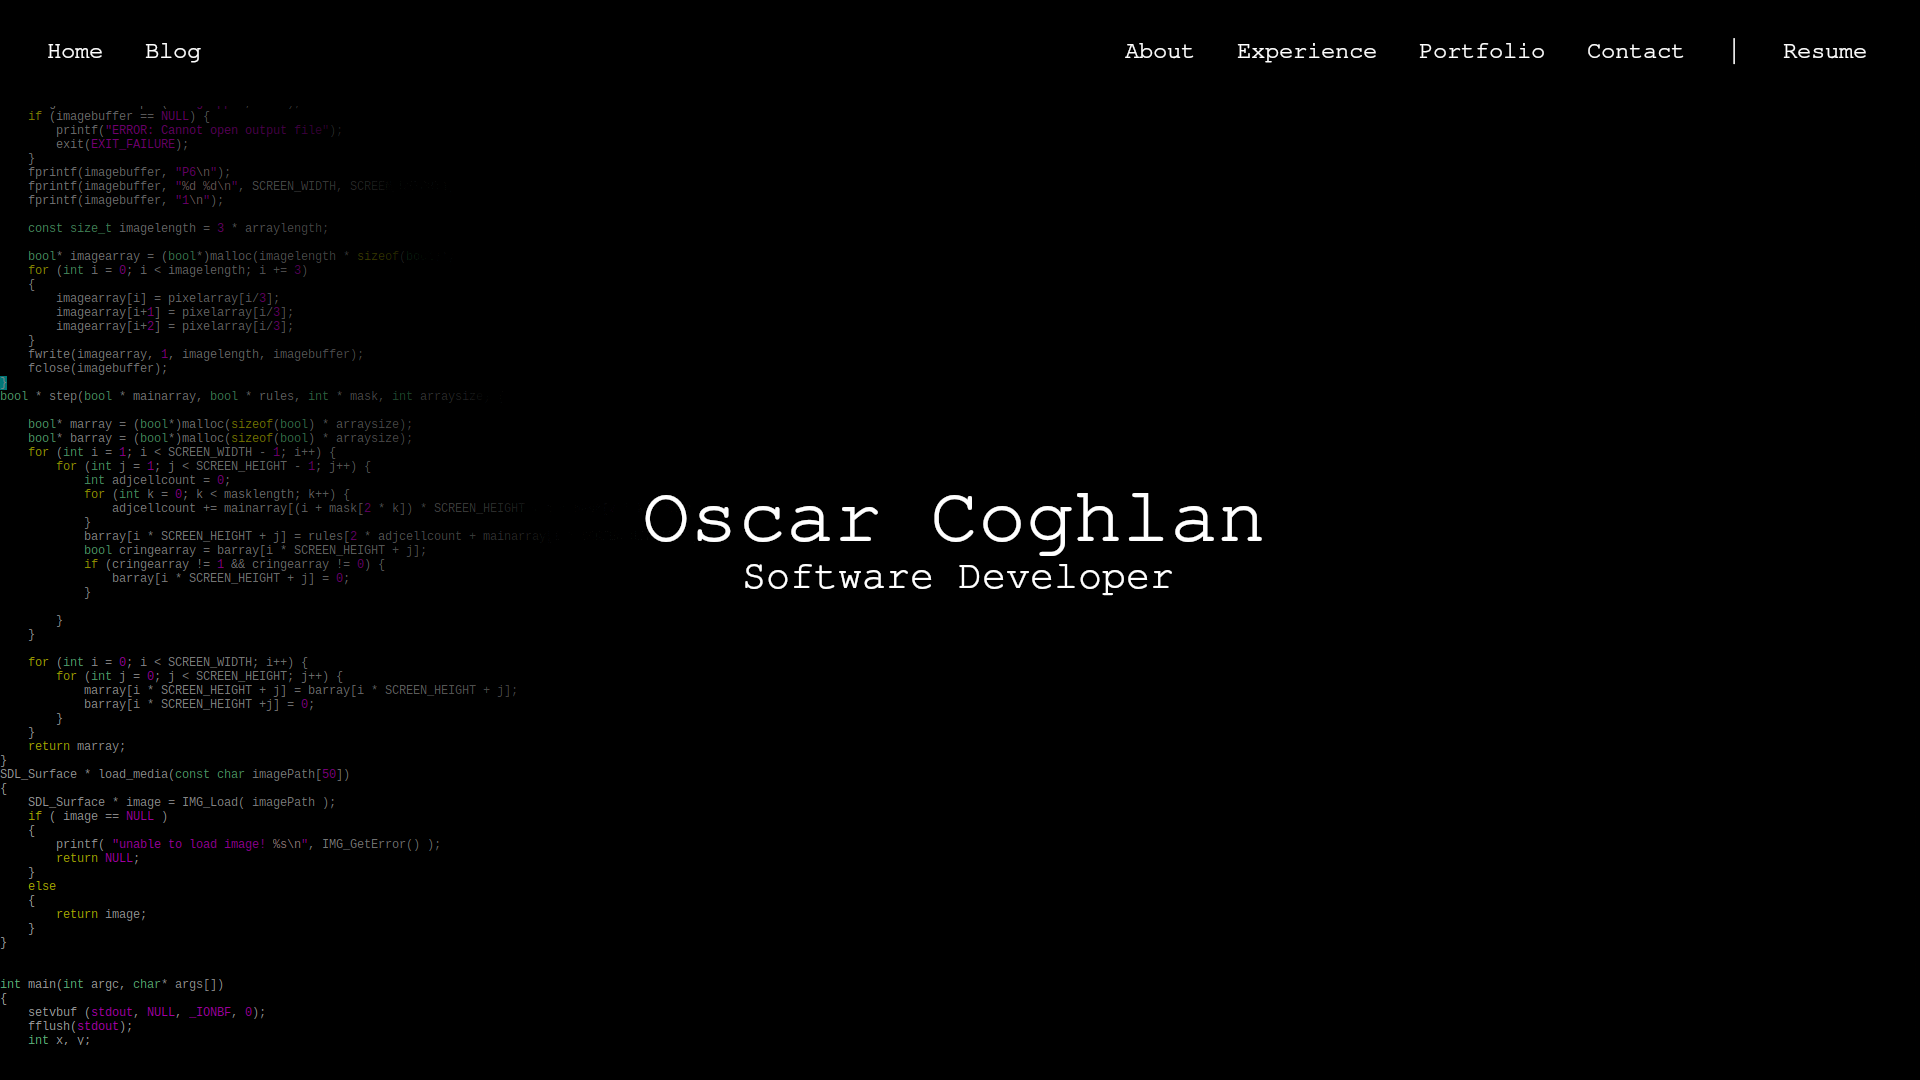 Home Blog About Experience Portfolio Contact | Resume
if (imagebuffer == NULL) {
printf("ERROR: Cannot open output file");
exit(EXIT_FAILURE);
}
fprintf(imagebuffer, "P6\n");
fprintf(imagebuffer, "%d %d\n", SCREEN_WIDTH,
fprintf(imagebuffer, "1\n");
const size_t imagelength = 3 * arraylength;
bool* imagearray = (bool*)malloc(imagelength * sizeof(
for (int i = 0; i < imagelength; i += 3)
{
imagearray[i] = pixelarray[i/3];
imagearray[i+1] = pixelarray[i/3];
imagearray[i+2] = pixelarray[i/3];
}
fwrite(imagearray, 1, imagelength, imagebuffer);
fclose(imagebuffer);
}
bool * step(bool * mainarray, bool * rules, int * mask, int arraysize
bool* marray = (bool*)malloc(sizeof(bool) * arraysize);
bool* barray = (bool*)malloc(sizeof(bool) * arraysize);
for (int i = 1; i < SCREEN_WIDTH - 1; i++) {
for (int j = 1; j < SCREEN_HEIGHT - 1; j++) {
int adjcellcount = 0;
for (int k = 0; k < masklength; k++) {
adjcellcount += mainarray[(i + mask[2 * k]) * SCREEN_HEIGHT
}
barray[i * SCREEN_HEIGHT + j] = rules[2 * adjcellcount + mainarray
bool cringearray = barray[i * SCREEN_HEIGHT + j];
if (cringearray != 1 && cringearray != 0) {
barray[i * SCREEN_HEIGHT + j] = 0;
}
}
}
for (int i = 0; i < SCREEN_WIDTH; i++) {
for (int j = 0; j < SCREEN_HEIGHT; j++) {
marray[i * SCREEN_HEIGHT + j] = barray[i * SCREEN_HEIGHT + j];
barray[i * SCREEN_HEIGHT +j] = 0;
}
}
return marray;
}
SDL_Surface * load_media(const char imagePath[50])
{
SDL_Surface * image = IMG_Load( imagePath );
if ( image == NULL )
{
printf( "unable to load image! %s\n", IMG_GetError() );
return NULL;
}
else
{
return image;
}
}
int main(int argc, char* args[])
{
setvbuf (stdout, NULL, _IONBF, 0);
fflush(stdout);
int x, y;
Oscar Coghlan
Software Developer